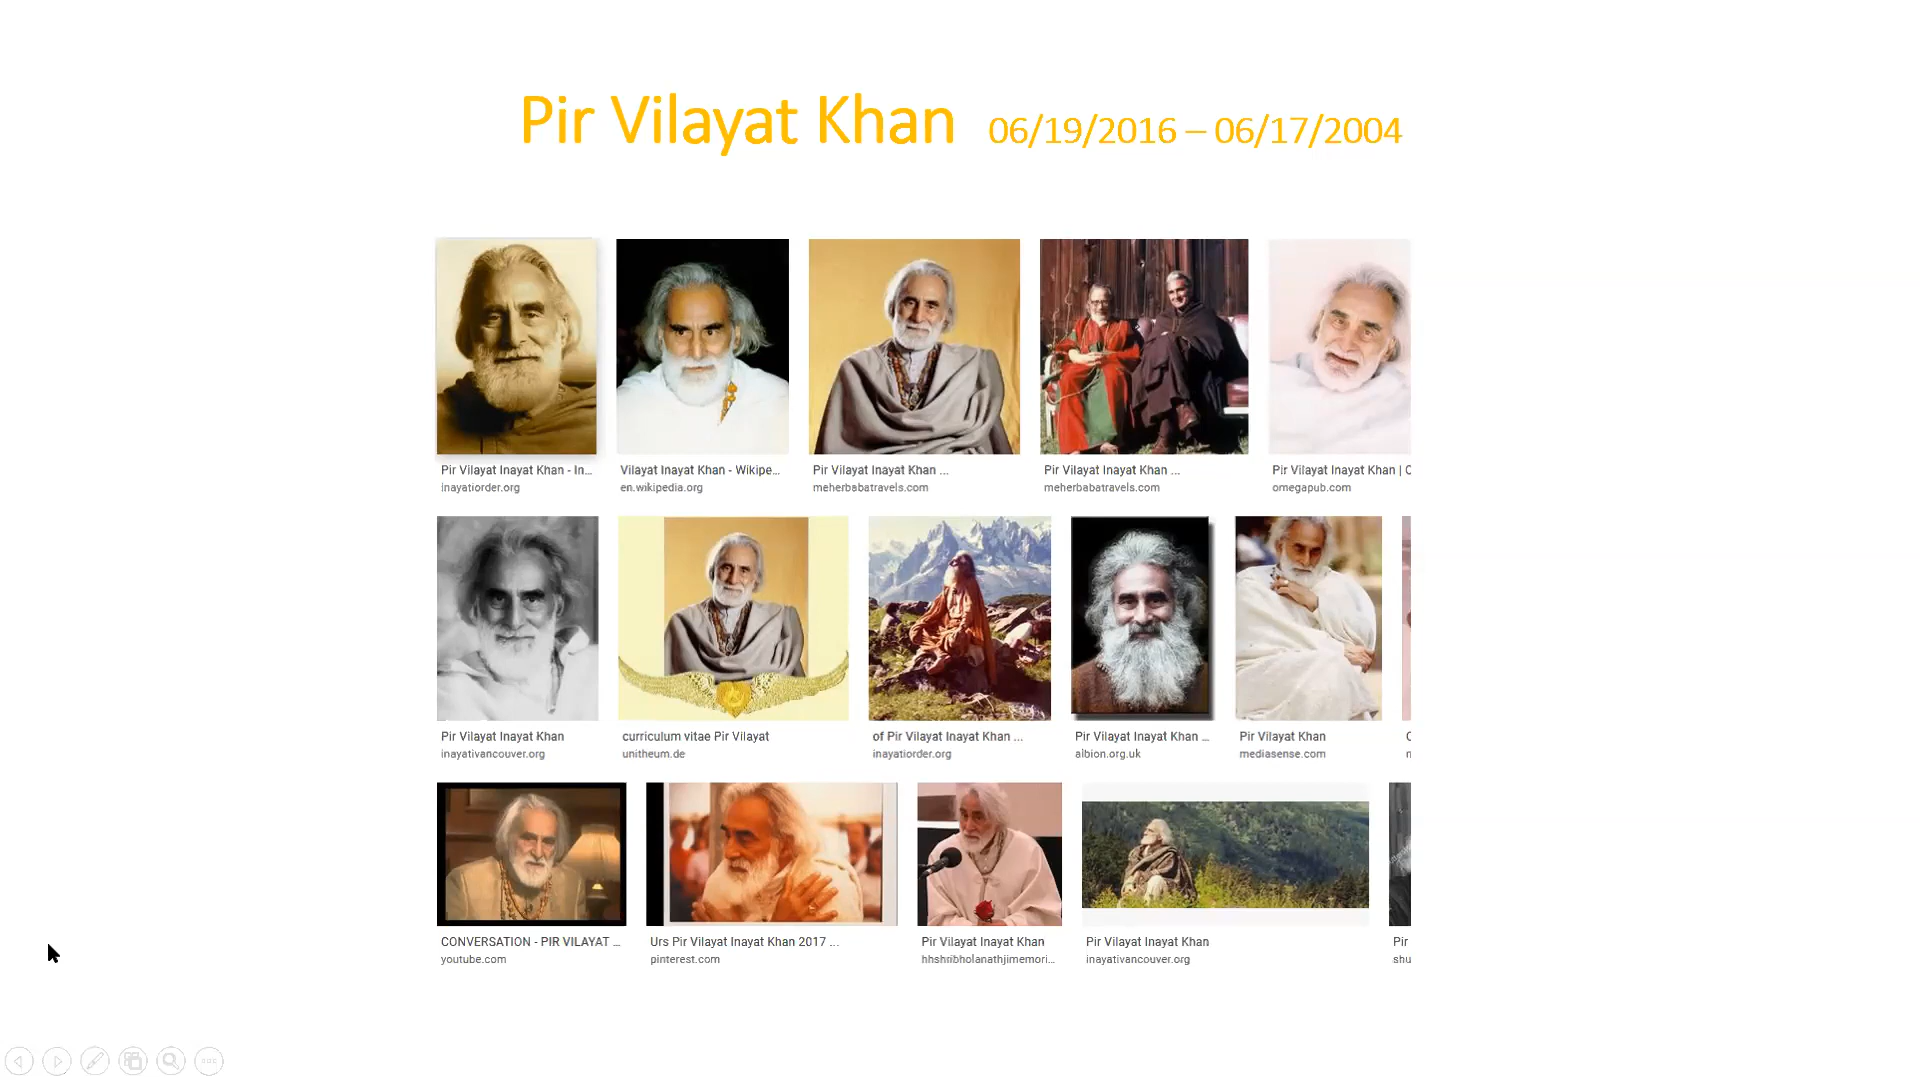 Pir Vilayat Khan 06/19/2016 – 06/17/2004
Pir Vilayat Inayat Khan - In...
inayatiorder.org
Vilayat Inayat Khan - Wikipe...
en.wikipedia.org
Pir Vilayat Inayat Khan ...
meherbabatravels.com
Pir Vilayat Inayat Khan ...
meherbabatravels.com
Pir Vilayat Inayat Khan |
omegapub.com
Pir Vilayat Inayat Khan
inayativancouver.org
curriculum vitae Pir Vilayat
unitheum.de
of Pir Vilayat Inayat Khan ...
inayatiorder.org
Pir Vilayat Inayat Khan ...
albion.org.uk
Pir Vilayat Khan
mediasense.com
CONVERSATION - PIR VILAYAT ...
youtube.com
Urs Pir Vilayat Inayat Khan 2017 ...
pinterest.com
Pir Vilayat Inayat Khan
hhshribholanathjimemori...
Pir Vilayat Inayat Khan
inayativancouver.org
Pir
shu